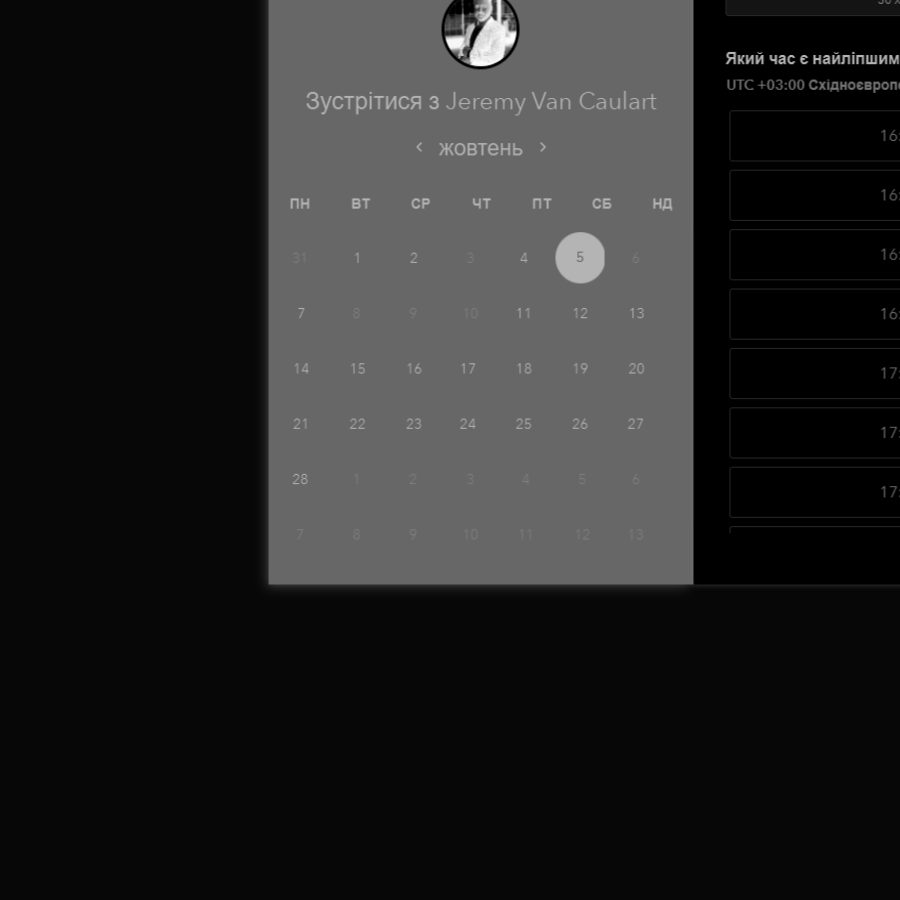 Зустрітися з Jeremy Van Caulart
жовтень
ПН ВТ СР ЧТ ПТ СБ НД
31 1 2 3 4 5 6
7 8 9 10 11 12 13
14 15 16 17 18 19 20
21 22 23 24 25 26 27
28 1 2 3 4 5 6
7 8 9 10 11 12 13
Який час є найліпшим
UTC +03:00
16:
16:
16:
16:
17:
17:
17: